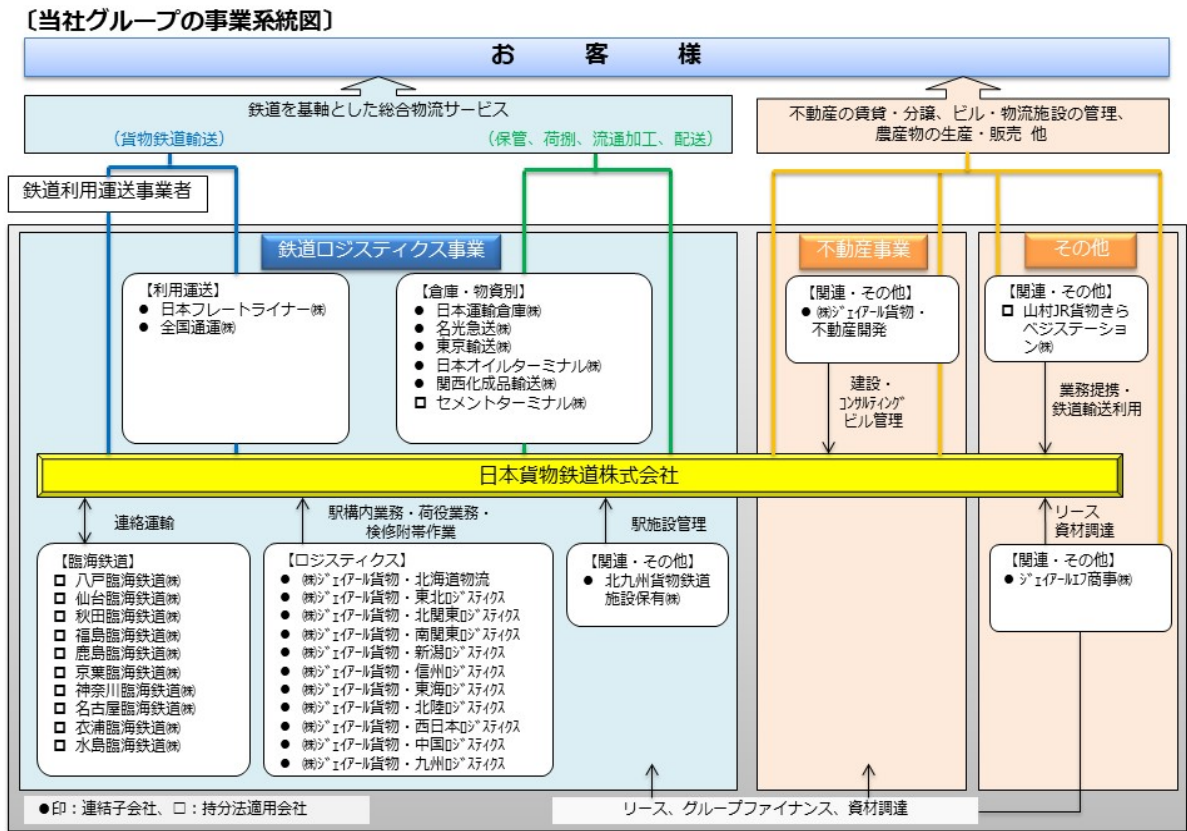 〔当社グループの事業系統図〕
お客様
鉄道を基軸とした総合物流サービス
（貨物鉄道輸送）
（保管、荷捌、流通加工、配送）
不動産の賃貸・分譲、ビル・物流施設の管理、
農産物の生産・販売 他
鉄道利用運送事業者
鉄道ロジスティクス事業
不動産事業
その他
【利用運送】
● 日本フレートライナー㈱
● 全国通運㈱
【倉庫・物資別】
● 日本運輸倉庫㈱
● 名光急送㈱
● 東京輸送㈱
● 日本オイルターミナル㈱
● 関西化成品輸送㈱
□ セメントターミナル㈱
【関連・その他】
● ㈱ｼﾞｪｲｱｰﾙ貨物・
不動産開発
【関連・その他】
□ 山村JR貨物きら
ベジステーショ
ン㈱
建設・
ｺﾝｻﾙﾃｨﾝｸﾞ
ビル管理
業務提携・
鉄道輸送利用
日本貨物鉄道株式会社
連絡運輸
駅構内業務・荷役業務・
検修附帯作業
駅施設管理
リース
資材調達
【臨海鉄道】
□ 八戸臨海鉄道㈱
□ 仙台臨海鉄道㈱
□ 秋田臨海鉄道㈱
□ 福島臨海鉄道㈱
□ 鹿島臨海鉄道㈱
□ 京葉臨海鉄道㈱
□ 神奈川臨海鉄道㈱
□ 名古屋臨海鉄道㈱
□ 衣浦臨海鉄道㈱
□ 水島臨海鉄道㈱
【ロジスティクス】
● ㈱ｼﾞｪｲｱｰﾙ貨物・北海道物流
● ㈱ｼﾞｪｲｱｰﾙ貨物・東北ﾛｼﾞｽﾃｨｸｽ
● ㈱ｼﾞｪｲｱｰﾙ貨物・北関東ﾛｼﾞｽﾃｨｸｽ
● ㈱ｼﾞｪｲｱｰﾙ貨物・南関東ﾛｼﾞｽﾃｨｸｽ
● ㈱ｼﾞｪｲｱｰﾙ貨物・新潟ﾛｼﾞｽﾃｨｸｽ
● ㈱ｼﾞｪｲｱｰﾙ貨物・信州ﾛｼﾞｽﾃｨｸｽ
● ㈱ｼﾞｪｲｱｰﾙ貨物・東海ﾛｼﾞｽﾃｨｸｽ
● ㈱ｼﾞｪｲｱｰﾙ貨物・北陸ﾛｼﾞｽﾃｨｸｽ
● ㈱ｼﾞｪｲｱｰﾙ貨物・西日本ﾛｼﾞｽﾃｨｸｽ
● ㈱ｼﾞｪｲｱｰﾙ貨物・中国ﾛｼﾞｽﾃｨｸｽ
● ㈱ｼﾞｪｲｱｰﾙ貨物・九州ﾛｼﾞｽﾃｨｸｽ
【関連・その他】
● 北九州貨物鉄道
施設保有㈱
【関連・その他】
● ｼﾞｪｲｱｰﾙｴﾌ商事㈱
●印：連結子会社、□：持分法適用会社
リース、グループファイナンス、資材調達